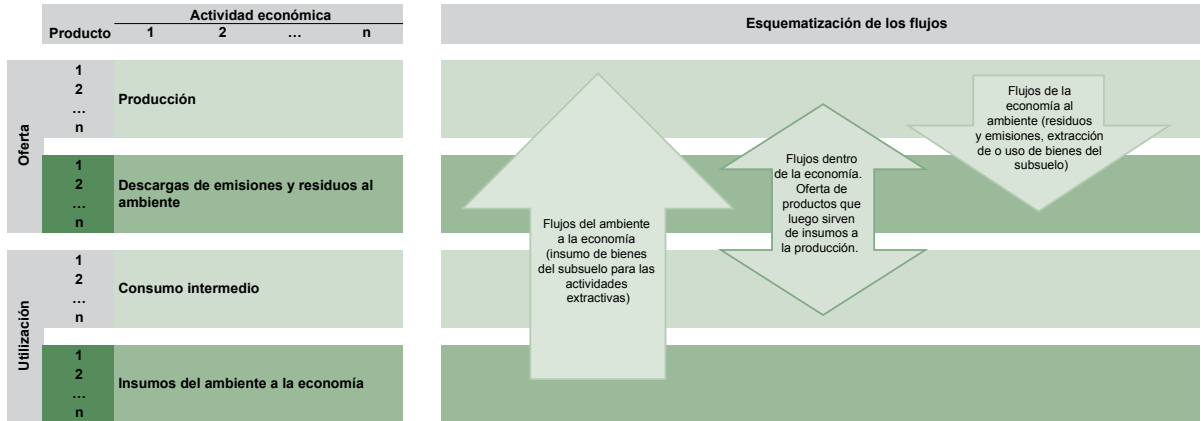 Actividad económica
Producto 1 2 … n
Esquematización de los flujos
Oferta
1
2
…
n
Producción
1
2
…
n
Descargas de emisiones y residuos al
ambiente
Utilización
1
2
…
n
Consumo intermedio
1
2
…
n
Insumos del ambiente a la economía
Flujos del ambiente
a la economía
(insumo de bienes
del subsuelo para las
actividades
extractivas)
Flujos dentro
de la economía.
Oferta de
productos que
luego sirven
de insumos a
la producción.
Flujos de la
economía al
ambiente (residuos
y emisiones, extracción
de o uso de bienes del
subsuelo)